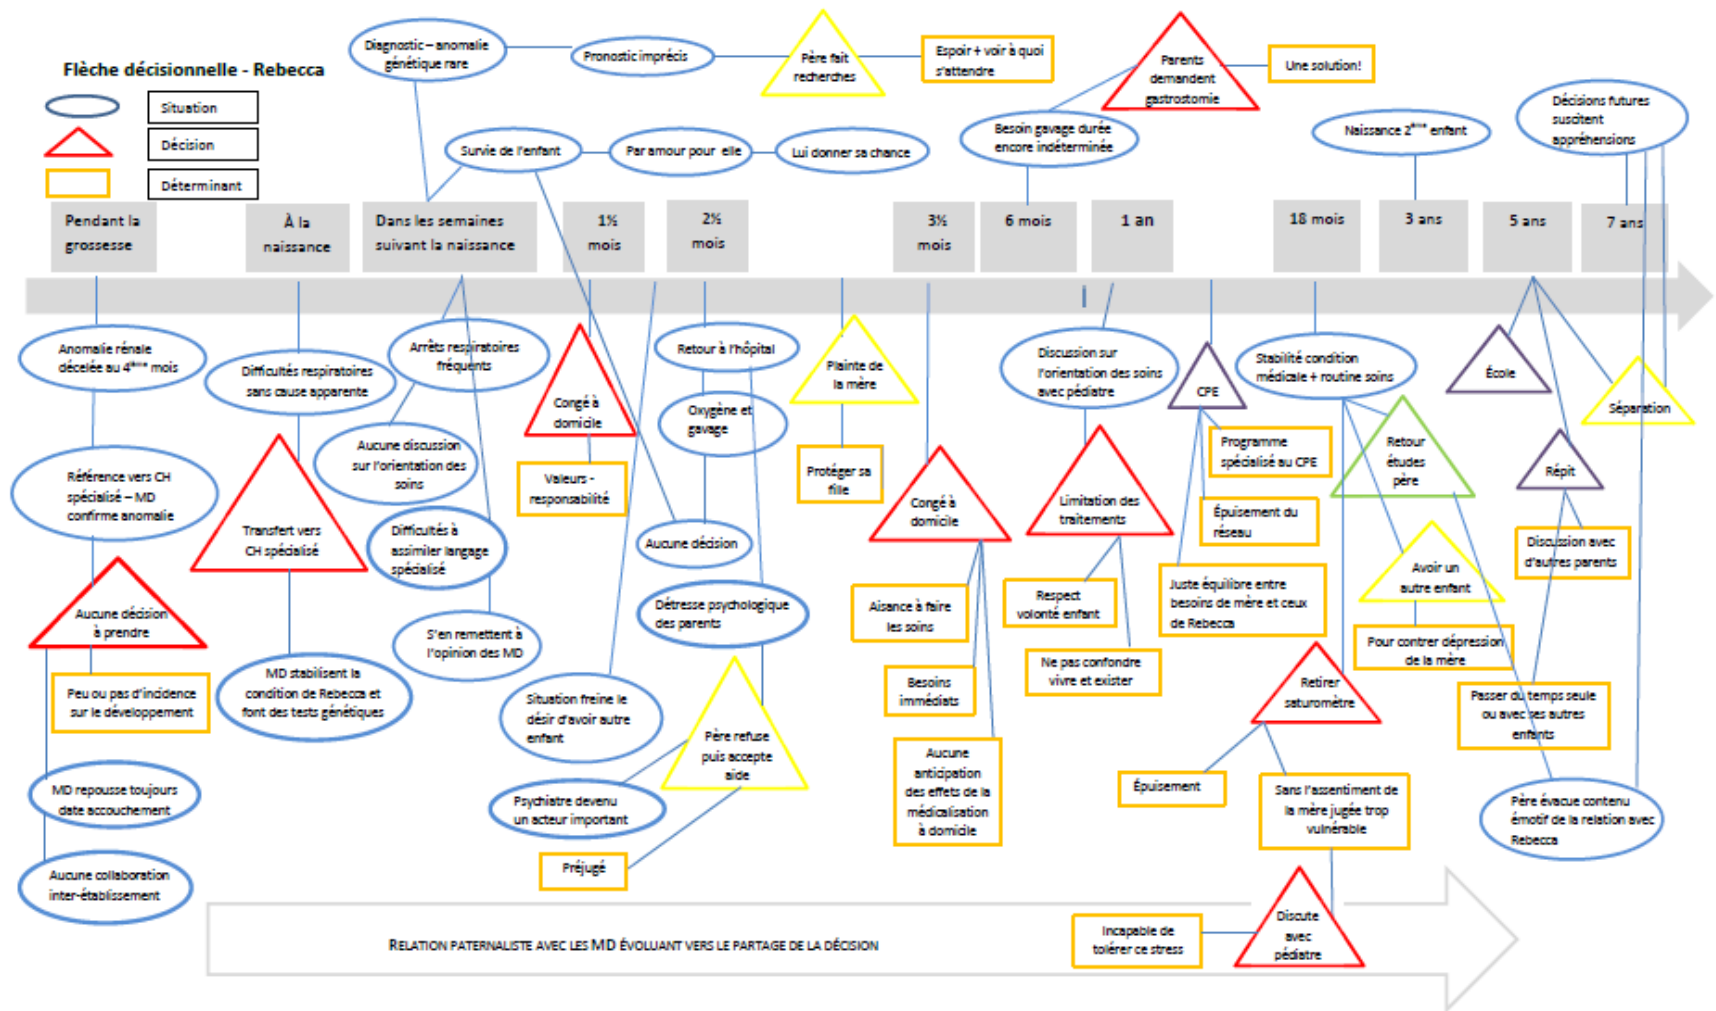 Flèche décisionnelle - Rebecca
Situation
Décision
Déterminant
Diagnostic – anomalie
génétique rare
Pronostic imprécis
Père fait
recherches
Espoir + voir à quoi
s'attendre
Parents
demandent
gastrostomie
Une solution!
Survie de l'enfant
Par amour pour elle
Lui donner sa chance
Besoin gavage durée
encore indéterminée
Naissance 2ème enfant
Décisions futures
suscitent
appréhensions
Pendant la
grossesse
À la
naissance
Dans les semaines
suivant la naissance
1½
mois
2½
mois
3½
mois
6 mois
1 an
18 mois
3 ans
5 ans
7 ans
Anomalie rénale
décelée au 4ième mois
Référence vers CH
spécialisé – MD
confirme anomalie
Aucune décision
à prendre
Peu ou pas d'incidence
sur le développement
MD repousse toujours
date accouchement
Aucune collaboration
inter-établissement
Difficultés respiratoires
sans cause apparente
Transfert vers
CH spécialisé
MD stabilisent la
condition de Rebecca et
font des tests génétiques
Arrêts respiratoires
fréquents
Aucune discussion
sur l'orientation des
soins
Difficultés à
assimiler langage
spécialisé
S'en remettent à
l'opinion des MD
Congé à
domicile
Valeurs -
responsabilité
Situation freine le
désir d'avoir autre
enfant
Retour à l'hôpital
Oxygène et
gavage
Aucune décision
Détresse psychologique
des parents
Père refuse
puis accepte
aide
Psychiatre devenu
un acteur important
Préjugé
Plainte de
la mère
Protéger sa
fille
Congé à
domicile
Aisance à faire
les soins
Besoins
immédiats
Aucune
anticipation
des effets de la
médicalisation
à domicile
Discussion sur
l'orientation des soins
avec pédiatre
Limitation des
traitements
Respect
volonté enfant
Ne pas confondre
vivre et exister
CPE
Programme
spécialisé au CPE
Épuisement du
réseau
Juste équilibre entre
besoins de mère et ceux
de Rebecca
Stabilité condition
médicale + routine soins
Retour
études
père
Avoir un
autre enfant
Pour contrer dépression
de la mère
Retirer
saturomètre
Épuisement
Sans l'assentiment de
la mère jugée trop
vulnérable
Discute
avec
pédiatre
Incapable de
tolérer ce stress
École
Répit
Séparation
Discussion avec
d'autres parents
Passer du temps seule
ou avec ses autres
enfants
Père évacue contenu
émotif de la relation avec
Rebecca
RELATION PATERNALISTE AVEC LES MD ÉVOLUANT VERS LE PARTAGE DE LA DÉCISION